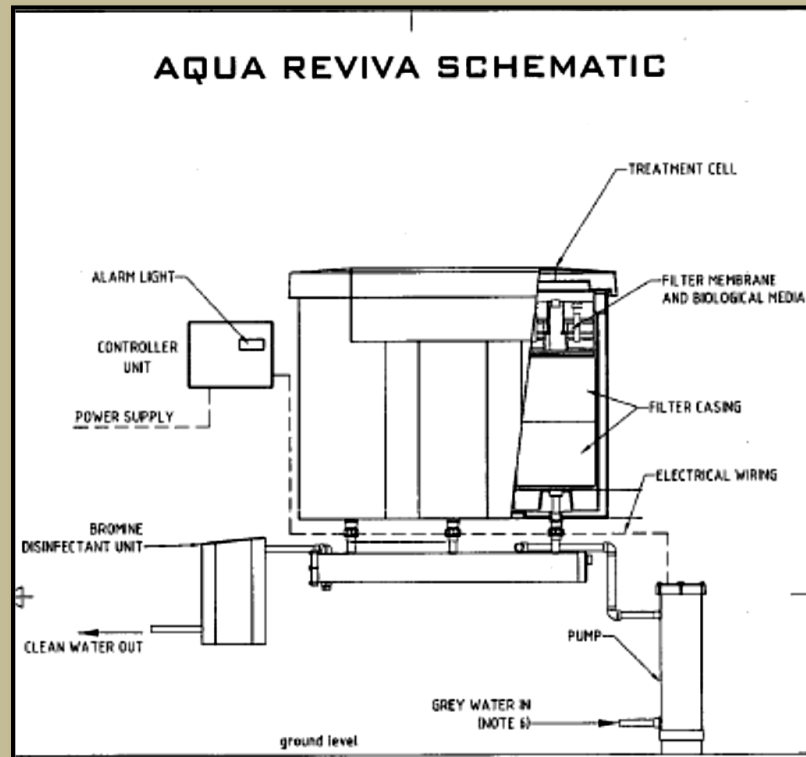 AQUA REVIVA SCHEMATIC
TREATMENT CELL
ALARM LIGHT
FILTER MEMBRANE
AND BIOLOGICAL MEDIA
CONTROLLER
UNIT
POWER SUPPLY
FILTER CASING
ELECTRICAL WIRING
BROMINE
DISINFECTANT UNIT
CLEAN WATER OUT
PUMP
GREY WATER IN
(NOTE 6)
ground level